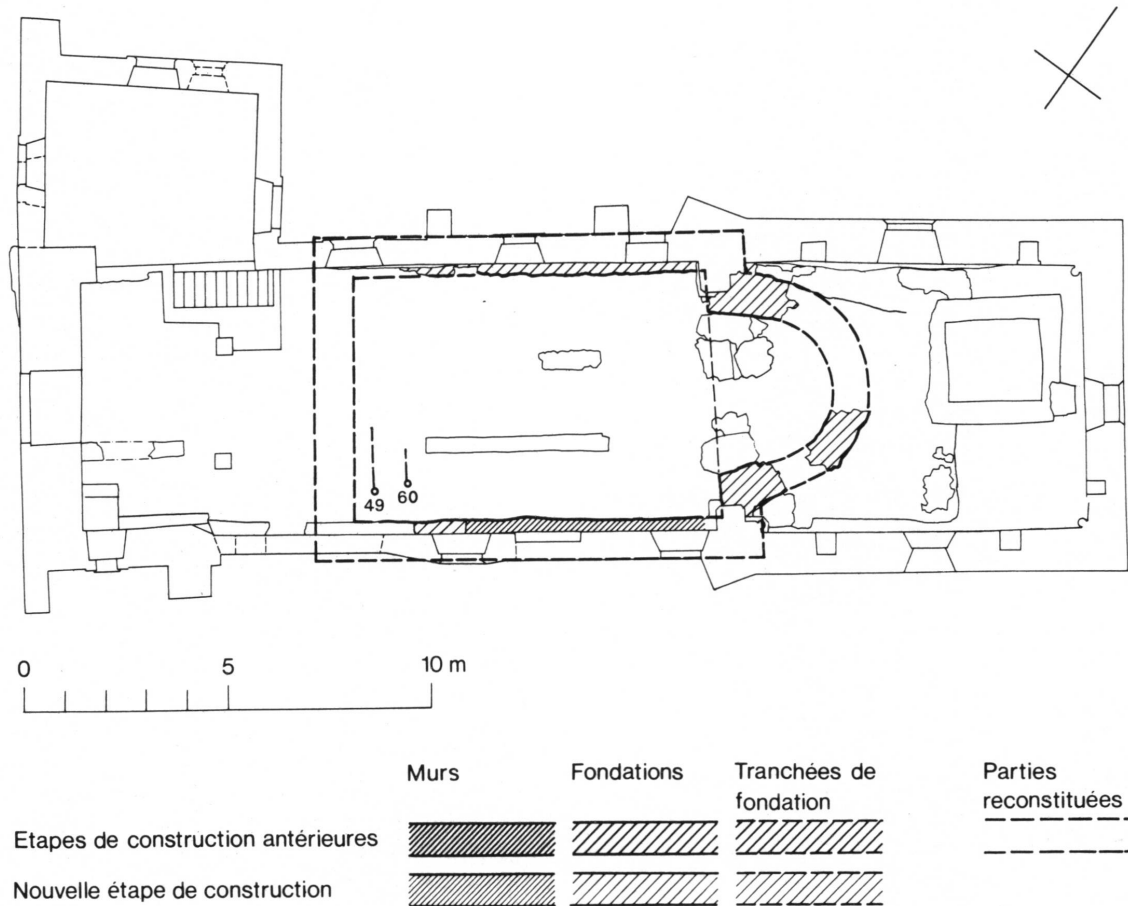 49
60
0 5 10 m
Murs Fondations Tranchées de fondation Parties reconstituées
Etapes de construction antérieures
Nouvelle étape de construction